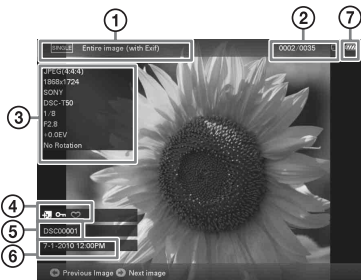 1
2
7
SINGLE Entire image (with Exif)
0002/0035
3
JPEG(4:4:4)
1868x1724
SONY
DSC-T50
1/8
F2.8
+0.0EV
No Rotation
4
5
DSC00001
6
7-1-2010 12:00PM
Previous Image Next image